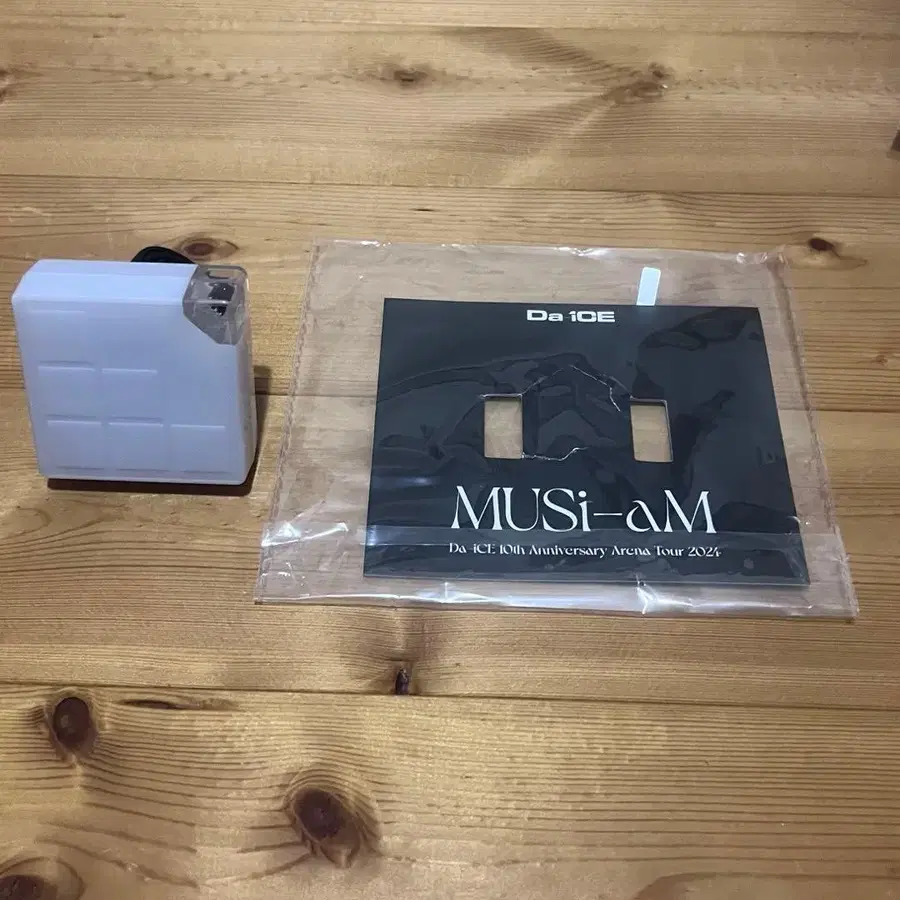 Da-iCE
MUSi-aM
Da-iCE 10th Anniversary Arena Tour 2024